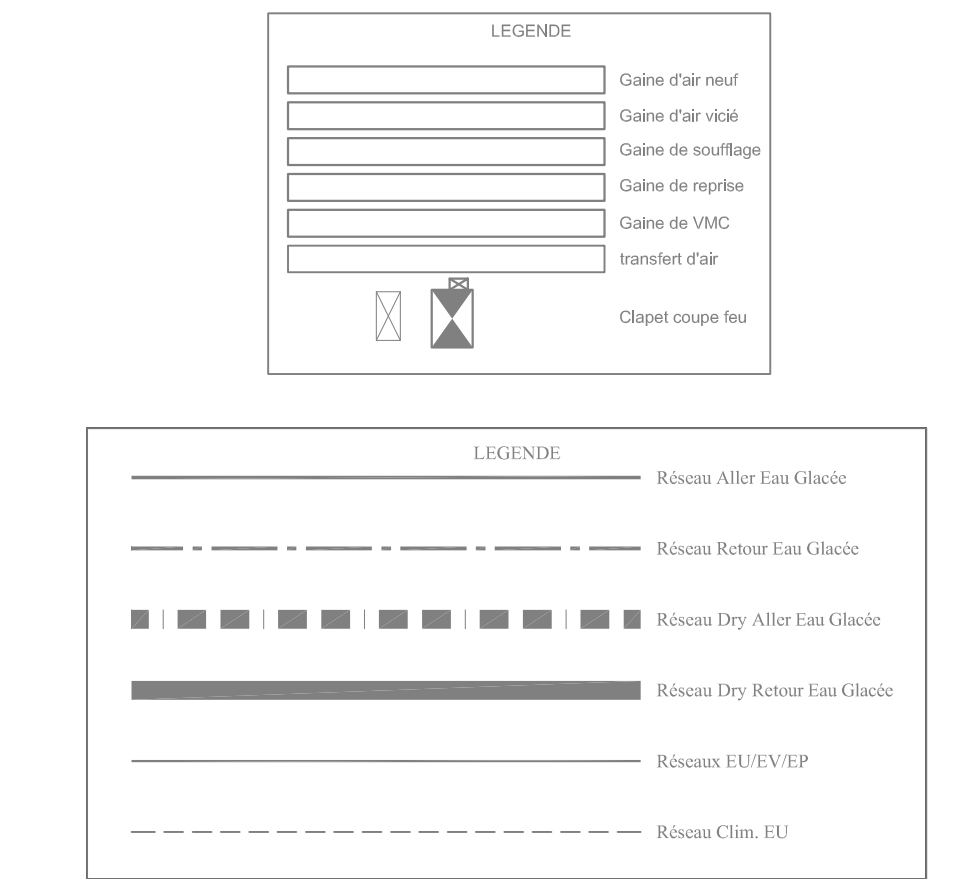 LEGENDE
Gaine d'air neuf
Gaine d'air vicié
Gaine de soufflage
Gaine de reprise
Gaine de VMC
transfert d'air
Clapet coupe feu
LEGENDE
Réseau Aller Eau Glacée
Réseau Retour Eau Glacée
Réseau Dry Aller Eau Glacée
Réseau Dry Retour Eau Glacée
Réseaux EU/EV/EP
Réseau Clim. EU